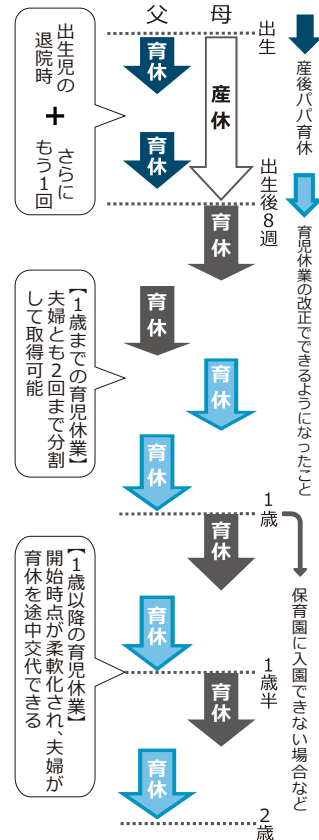 父
母
出生
産後パパ育休
育児休業の改正でできるようになったこと
出生児の
退院時
+
さらに
もう1回
育休
産休
育休
出生後8週
育休
育休
【1歳までの育児休業】
夫婦とも2回まで分割
して取得可能
育休
育休
1歳
保育園に入園できない場合など
育休
【1歳以降の育児休業】
開始時点が柔軟化され、夫婦が
育休を途中交代できる
育休
1歳半
育休
育休
2歳